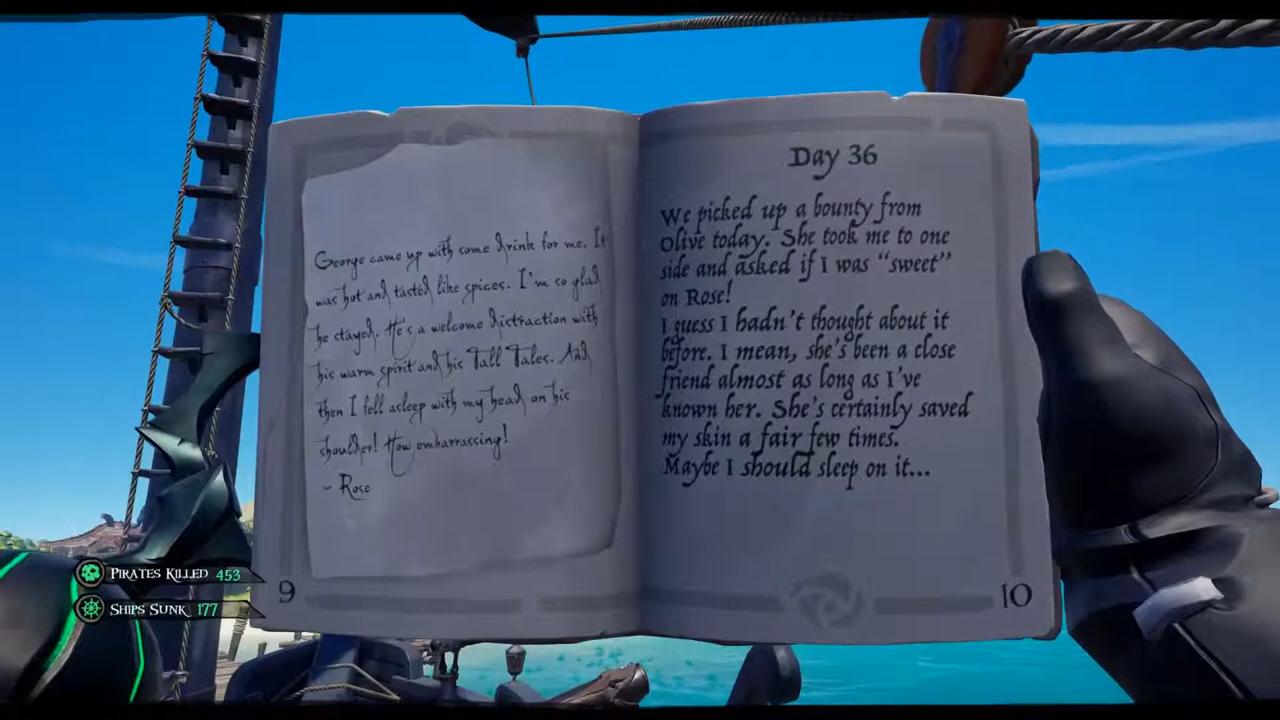 George came up with some drink for me. It
was hot and tasted like spices. I'm so glad
he stayed. He's a welcome distraction with
his warm spirit and his Tall Tales. And
then I fell asleep with my head on his
shoulder! How embarrassing!
~ Rose
9
Day 36
We picked up a bounty from
Olive today. She took me to one
side and asked if I was “sweet”
on Rose!
I guess I hadn't thought about it
before. I mean, she's been a close
friend almost as long as I've
known her. She's certainly saved
my skin a fair few times.
Maybe I should sleep on it...
10
Pirates Killed 453
Ships Sunk 177